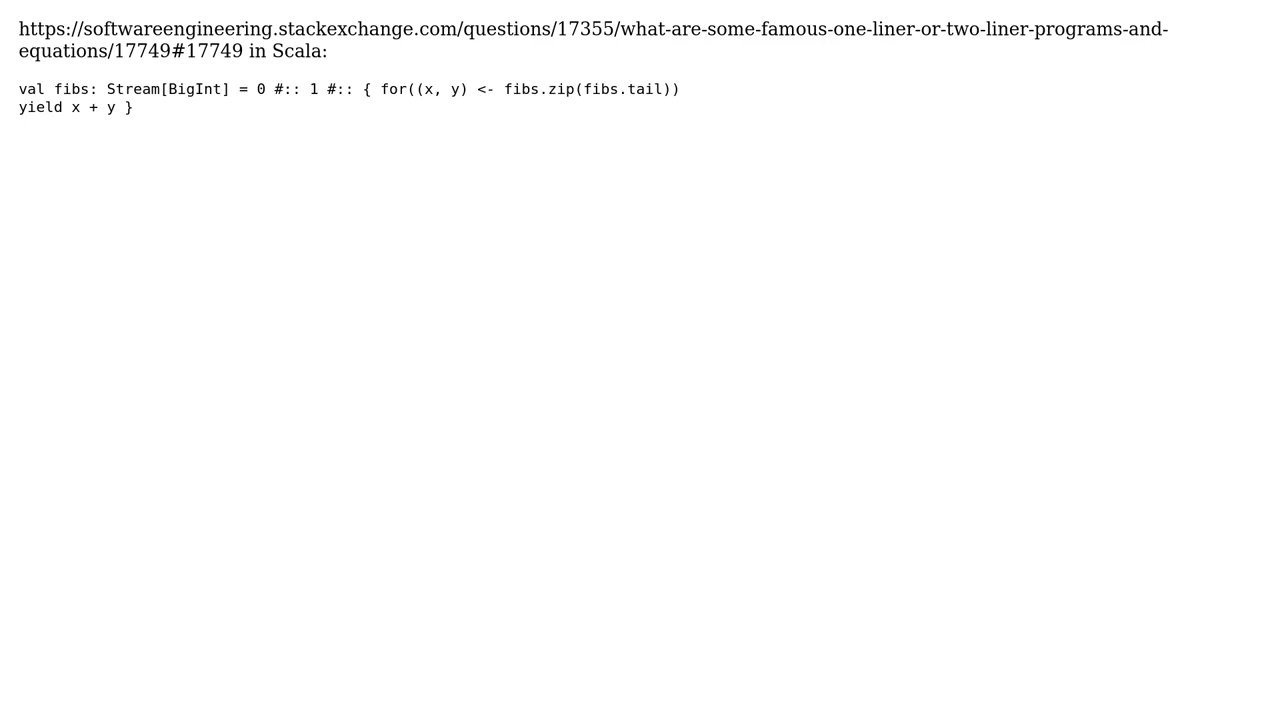 https://softwareengineering.stackexchange.com/questions/17355/what-are-some-famous-one-liner-or-two-liner-programs-and-
equations/17749#17749 in Scala:
val fibs: Stream[BigInt] = 0 #:: 1 #:: { for((x, y) <- fibs.zip(fibs.tail))
yield x + y }